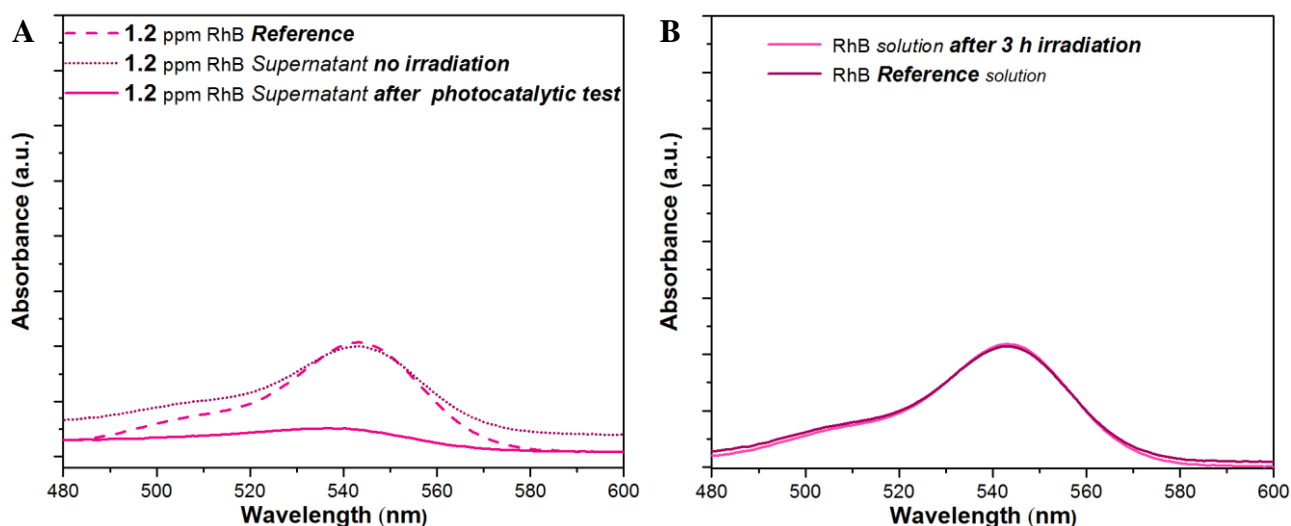 A
1.2 ppm RhB Reference
1.2 ppm RhB Supernatant no irradiation
1.2 ppm RhB Supernatant after photocatalytic test
Absorbance (a.u.)
480 500 520 540 560 580 600
Wavelength (nm)
B
RhB solution after 3 h irradiation
RhB Reference solution
Absorbance (a.u.)
480 500 520 540 560 580 600
Wavelength (nm)